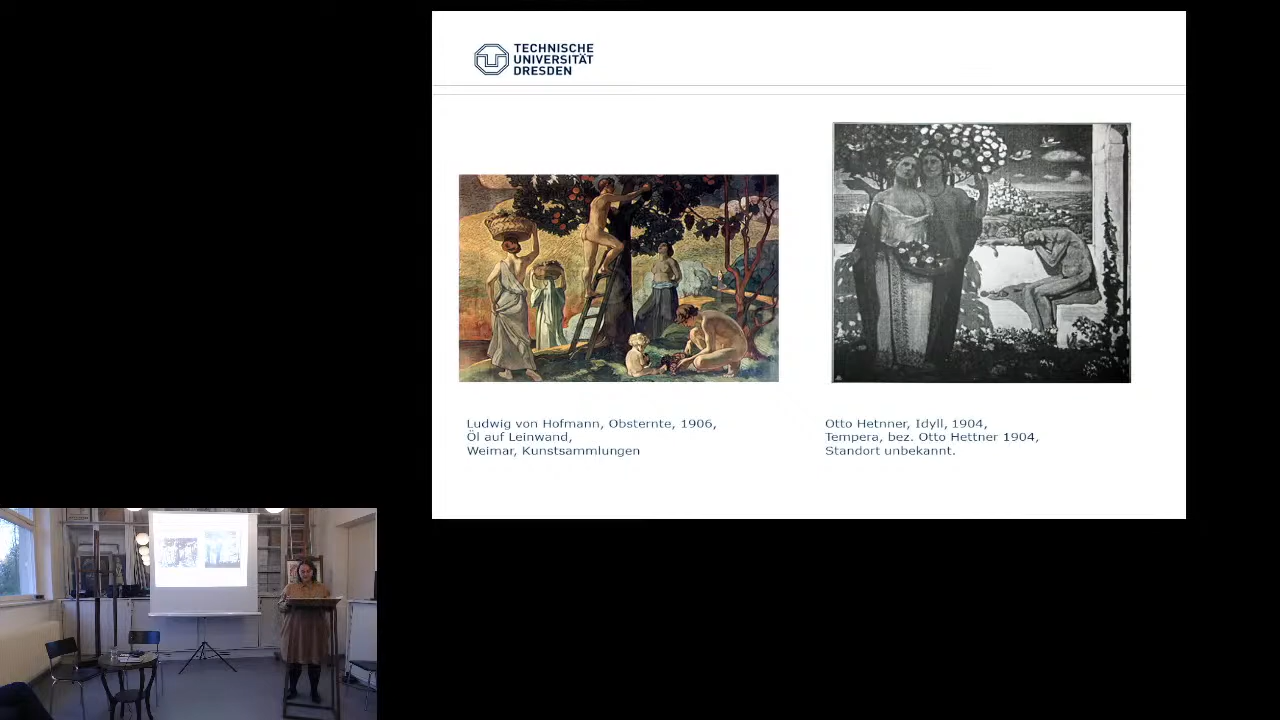 TECHNISCHE
UNIVERSITÄT
DRESDEN
Ludwig von Hofmann, Obsternte, 1906,
Öl auf Leinwand,
Weimar, Kunstsammlungen
Otto Hetnner, Idyll, 1904,
Tempera, bez. Otto Hettner 1904,
Standort unbekannt.